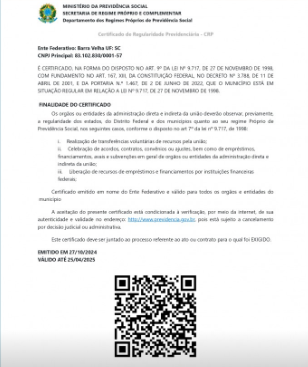 MINISTÉRIO DA PREVIDÊNCIA SOCIAL
SECRETARIA DE REGIME PRÓPRIO E COMPLEMENTAR
Departamento dos Regimes Próprios de Previdência Social
Certificado de Regularidade Previdenciária - CRP
Ente Federativo: Barra Velha UF: SC
CNPJ Principal: 83.102.830/0001-57
É CERTIFICADO, NA FORMA DO DISPOSTO NO ART. 9º DA LEI Nº 9.717, DE 27 DE NOVEMBRO DE 1998,
COM FUNDAMENTO NO ART. 167, XIII, DA CONSTITUIÇÃO FEDERAL, NO DECRETO Nº 3.788, DE 11 DE
ABRIL DE 2001, E DA PORTARIA N.º 1.467, DE 2 DE JUNHO DE 2022, QUE O MUNICÍPIO ESTÁ EM
SITUAÇÃO REGULAR EM RELAÇÃO A LEI Nº 9.717, DE 27 DE NOVEMBRO DE 1998.
FINALIDADE DO CERTIFICADO
Os órgãos ou entidades da administração direta e indireta da união deverão observar, previamente,
a regularidade dos estados, do Distrito Federal e dos municípios quanto ao seu regime Próprio de
Previdência Social, nos seguintes casos, conforme o disposto no art 7º da lei nº 9.717, de 1998:
i. Realização de transferências voluntárias de recursos pela união;
ii. Celebração de acordos, contratos, convênios ou ajustes, bem como de empréstimos,
financiamentos, avais e subvenções em geral de órgãos ou entidades da administração direta e
indireta da união;
iii. Liberação de recursos de empréstimos e financiamentos por instituições financeiras
federais.
Certificado emitido em nome do Ente Federativo e válido para todos os órgãos e entidades do
município
A aceitação do presente certificado está condicionada à verificação, por meio da internet, de sua
autenticidade e validade no endereço: http://www.previdencia.gov.br, pois está sujeito a cancelamento
por decisão judicial ou administrativa.
Este certificado deve ser juntado ao processo referente ao ato ou contrato para o qual foi EXIGIDO.
EMITIDO EM 27/10/2024
VÁLIDO ATÉ 25/04/2025